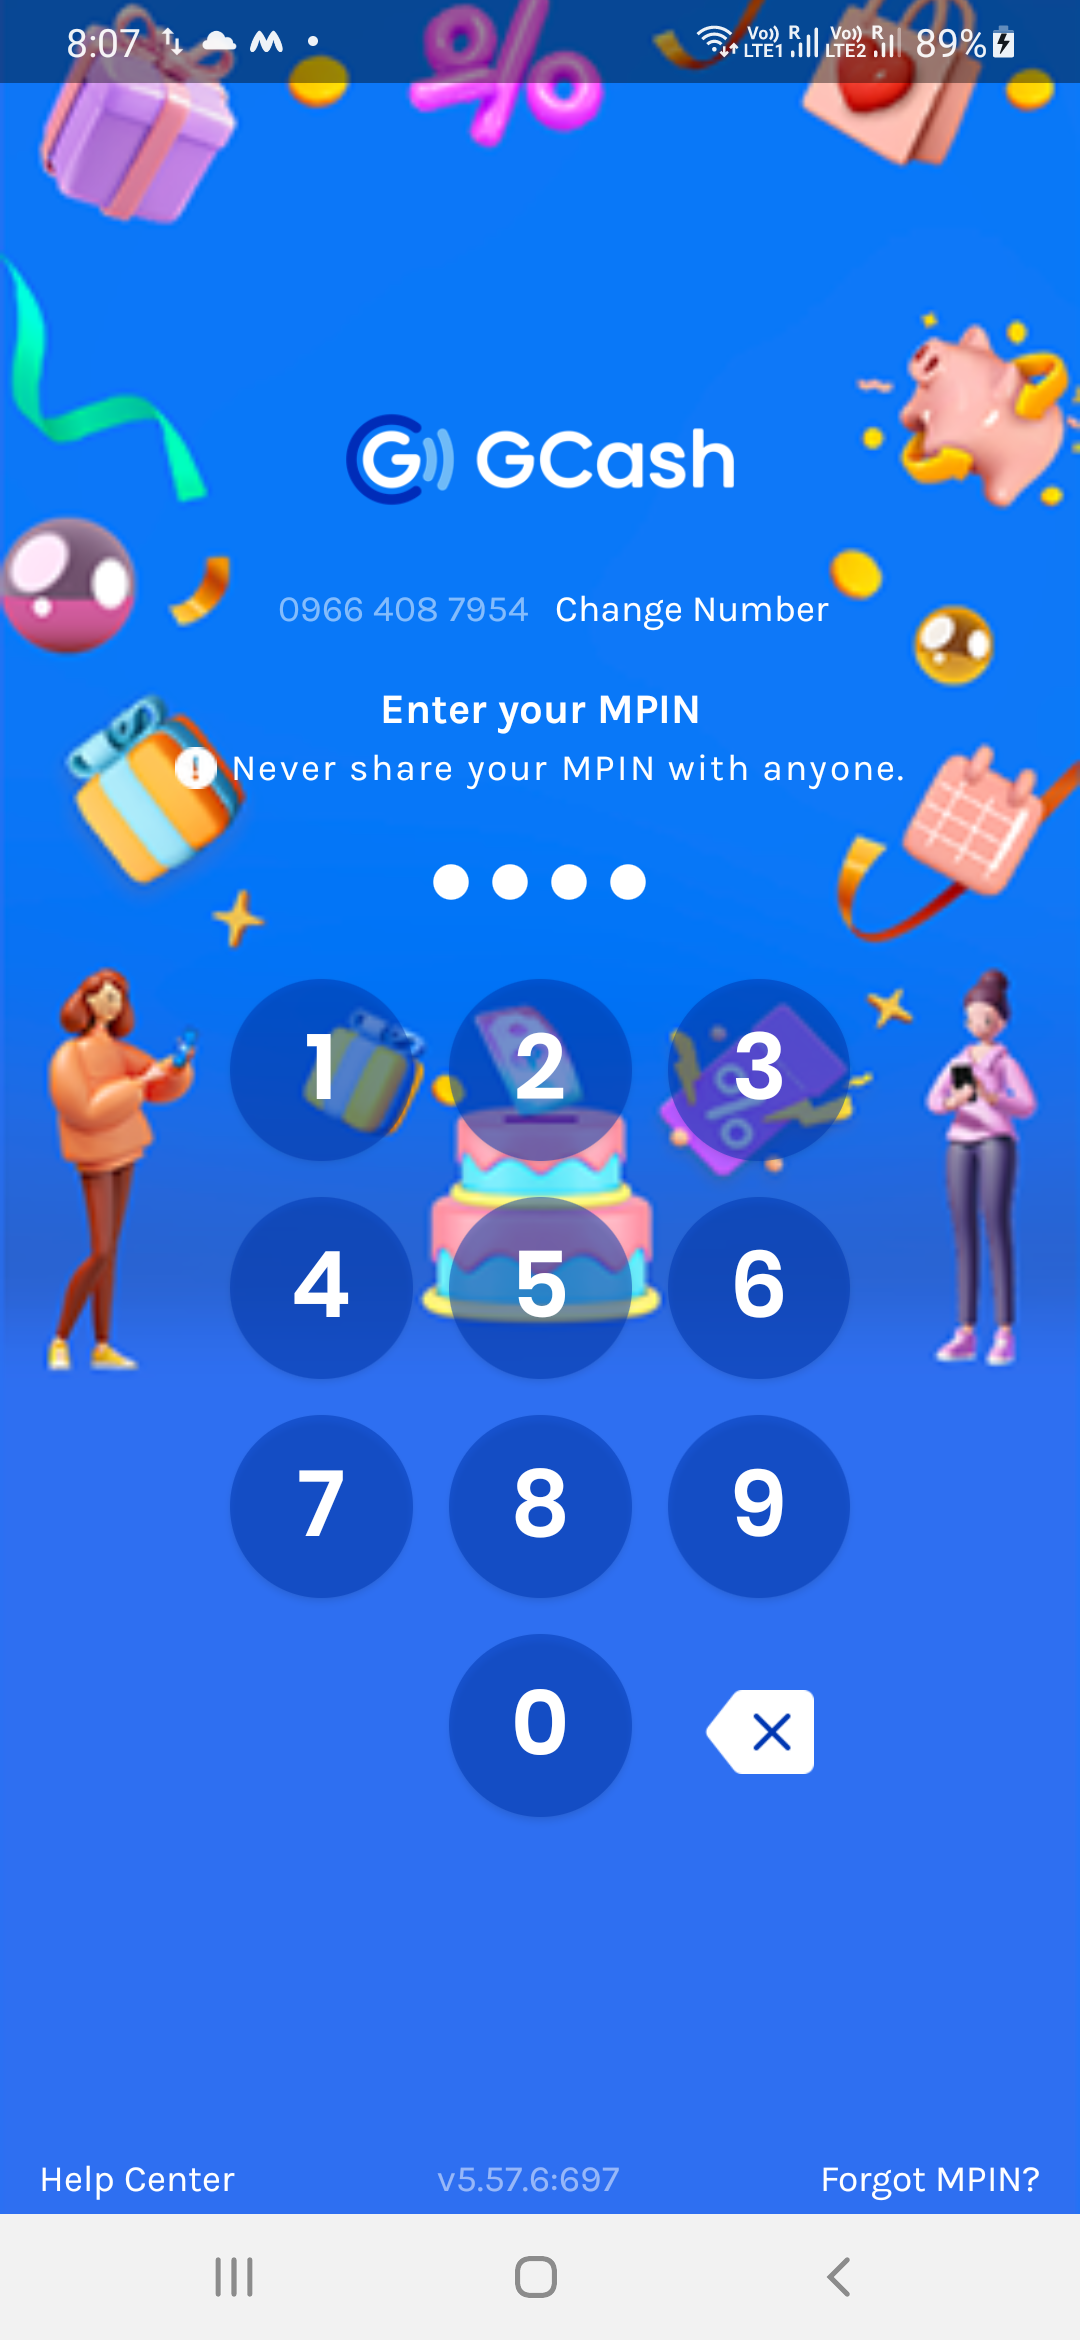 8:07 Vo)) R Vo)) R 89%
LTE1 LTE2
G GCash
0966 408 7954 Change Number
Enter your MPIN
! Never share your MPIN with anyone.
1 2 3
4 5 6
7 8 9
0
Help Center v5.57.6:697 Forgot MPIN?